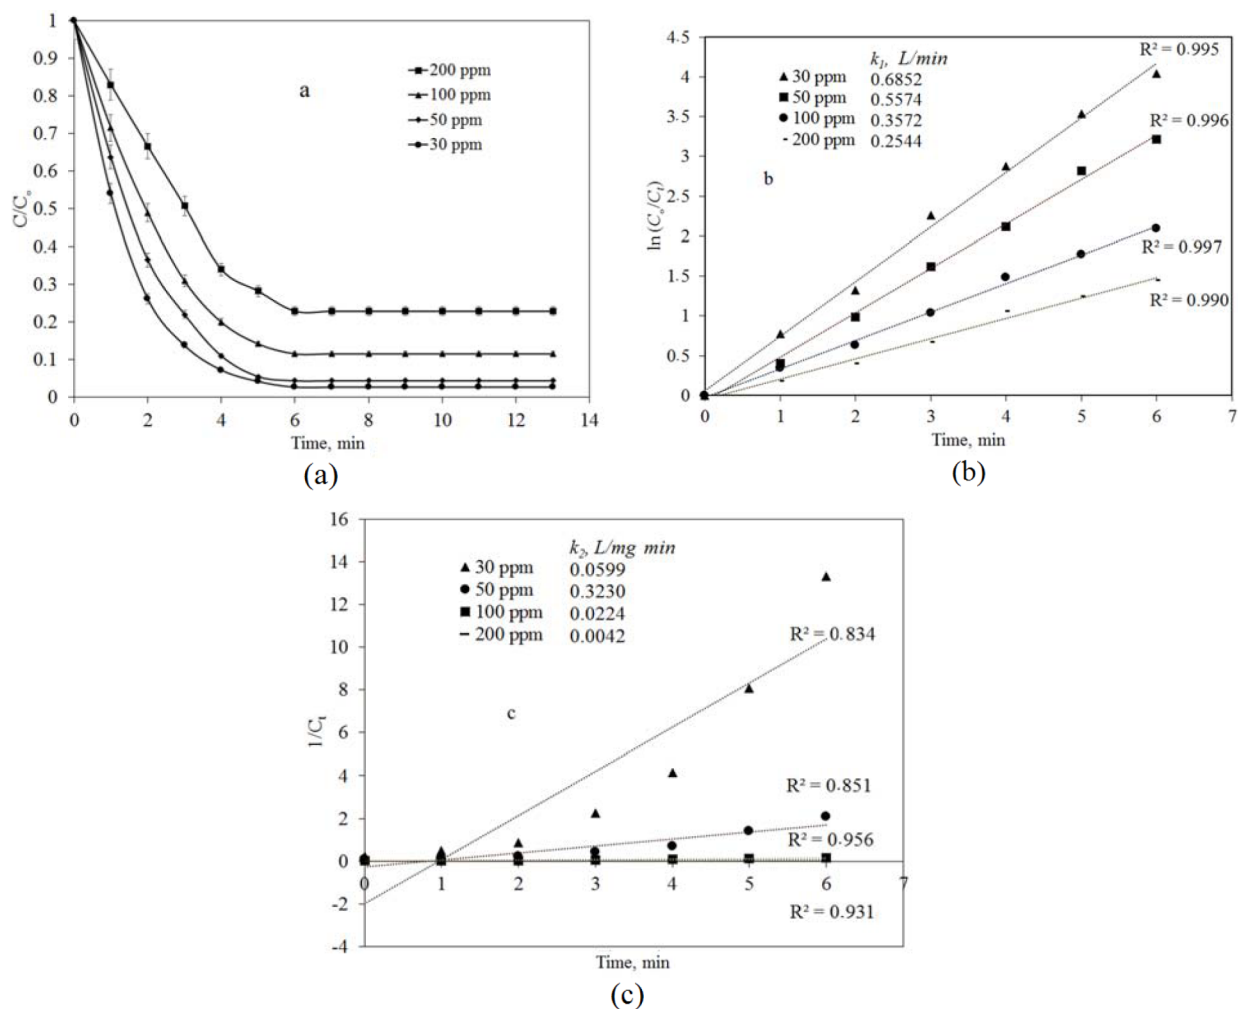 1
0.9
0.8
0.7
0.6
0.5
0.4
0.3
0.2
0.1
0
C/C°
a
200 ppm
100 ppm
50 ppm
30 ppm
0 2 4 6 8 10 12 14
Time, min
(a)
4.5
4
3.5
3
2.5
2
1.5
1
0.5
0
ln (C°/Ct)
k1, L/min
30 ppm 0.6852
50 ppm 0.5574
100 ppm 0.3572
200 ppm 0.2544
b
R² = 0.995
R² = 0.996
R² = 0.997
R² = 0.990
0 1 2 3 4 5 6 7
Time, min
(b)
16
14
12
10
8
6
4
2
0
-2
-4
1/Ct
k2, L/mg min
30 ppm 0.0599
50 ppm 0.3230
100 ppm 0.0224
200 ppm 0.0042
c
R² = 0.834
R² = 0.851
R² = 0.956
0 1 2 3 4 5 6 7
R² = 0.931
Time, min
(c)